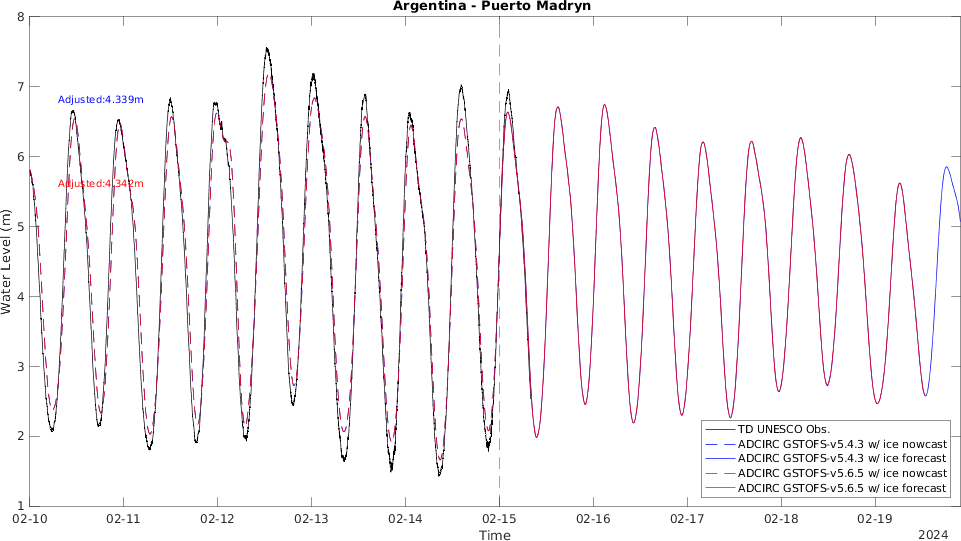 Argentina - Puerto Madryn
8
7
6
5
4
3
2
1
Water Level (m)
Adjusted:4.339m
Adjusted:4.342m
TD UNESCO Obs.
ADCIRC GSTOFS-v5.4.3 w/ ice nowcast
ADCIRC GSTOFS-v5.4.3 w/ ice forecast
ADCIRC GSTOFS-v5.6.5 w/ ice nowcast
ADCIRC GSTOFS-v5.6.5 w/ ice forecast
02-10 02-11 02-12 02-13 02-14 02-15 02-16 02-17 02-18 02-19
Time
2024